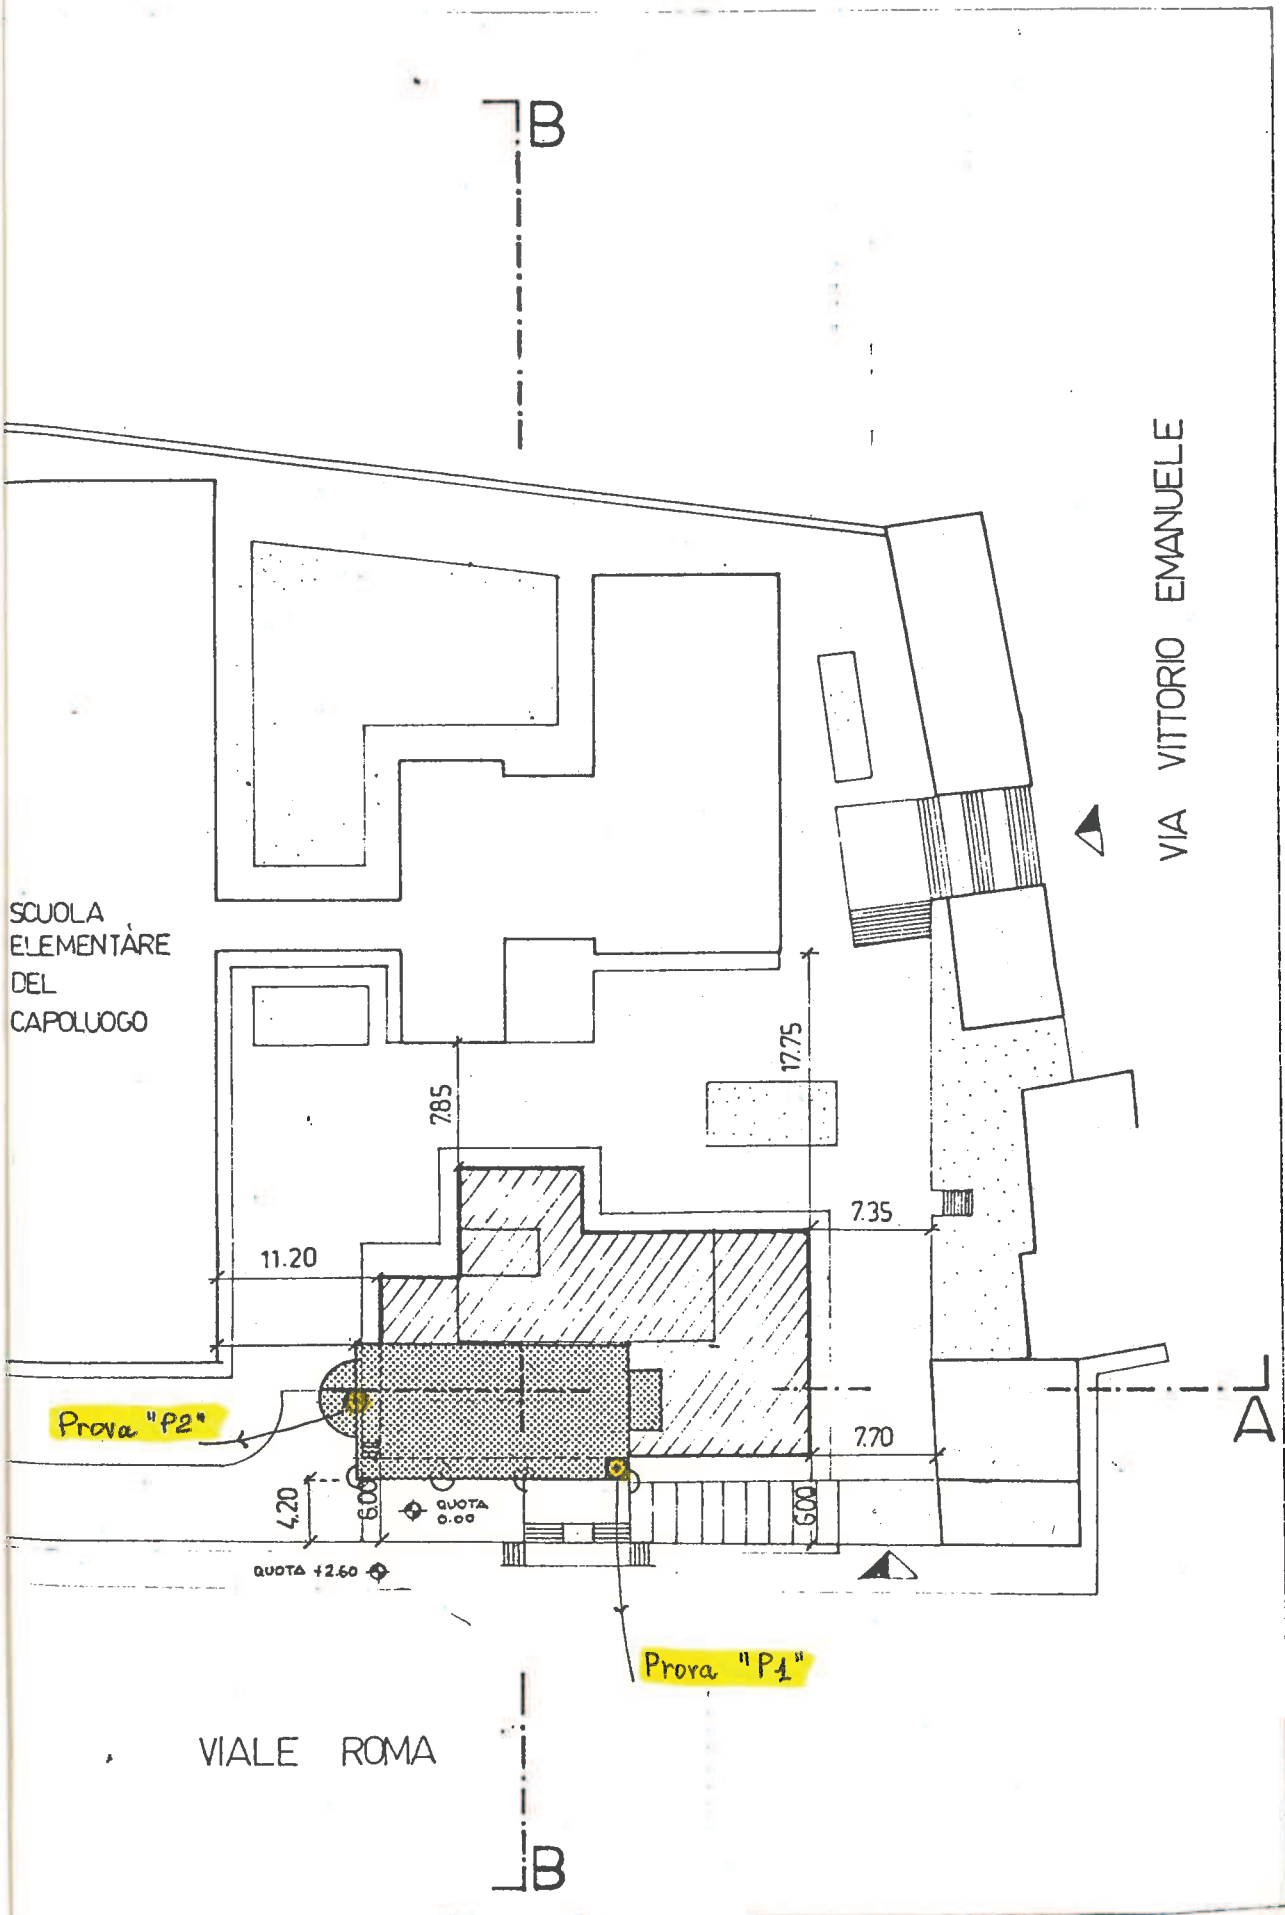 B
VIA VITTORIO EMANUELE
SCUOLA
ELEMENTARE
DEL
CAPOLUOGO
17.75
7.85
7.35
11.20
Prova "P2"
A
7.70
4.20
6.00
QUOTA
0.00
6.00
QUOTA +2.60
Prova "P1"
VIALE ROMA
B